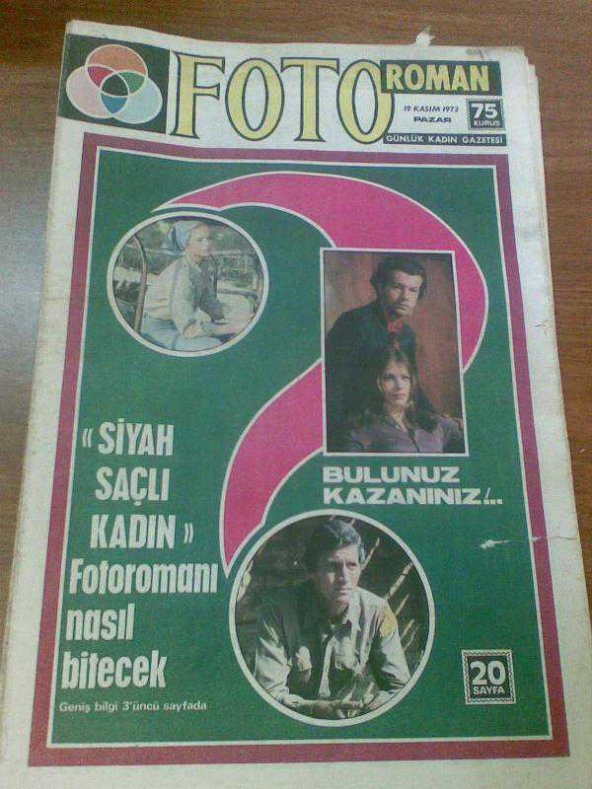 FOTO
ROMAN
19 KASIM 1973
PAZAR
75
KURUŞ
GÜNLÜK KADIN GAZETESİ
« SİYAH
SAÇLI
KADIN »
Fotoromanı
nasıl
bitecek
Geniş bilgi 3'üncü sayfada
BULUNUZ
KAZANINIZ!...
20
SAYFA